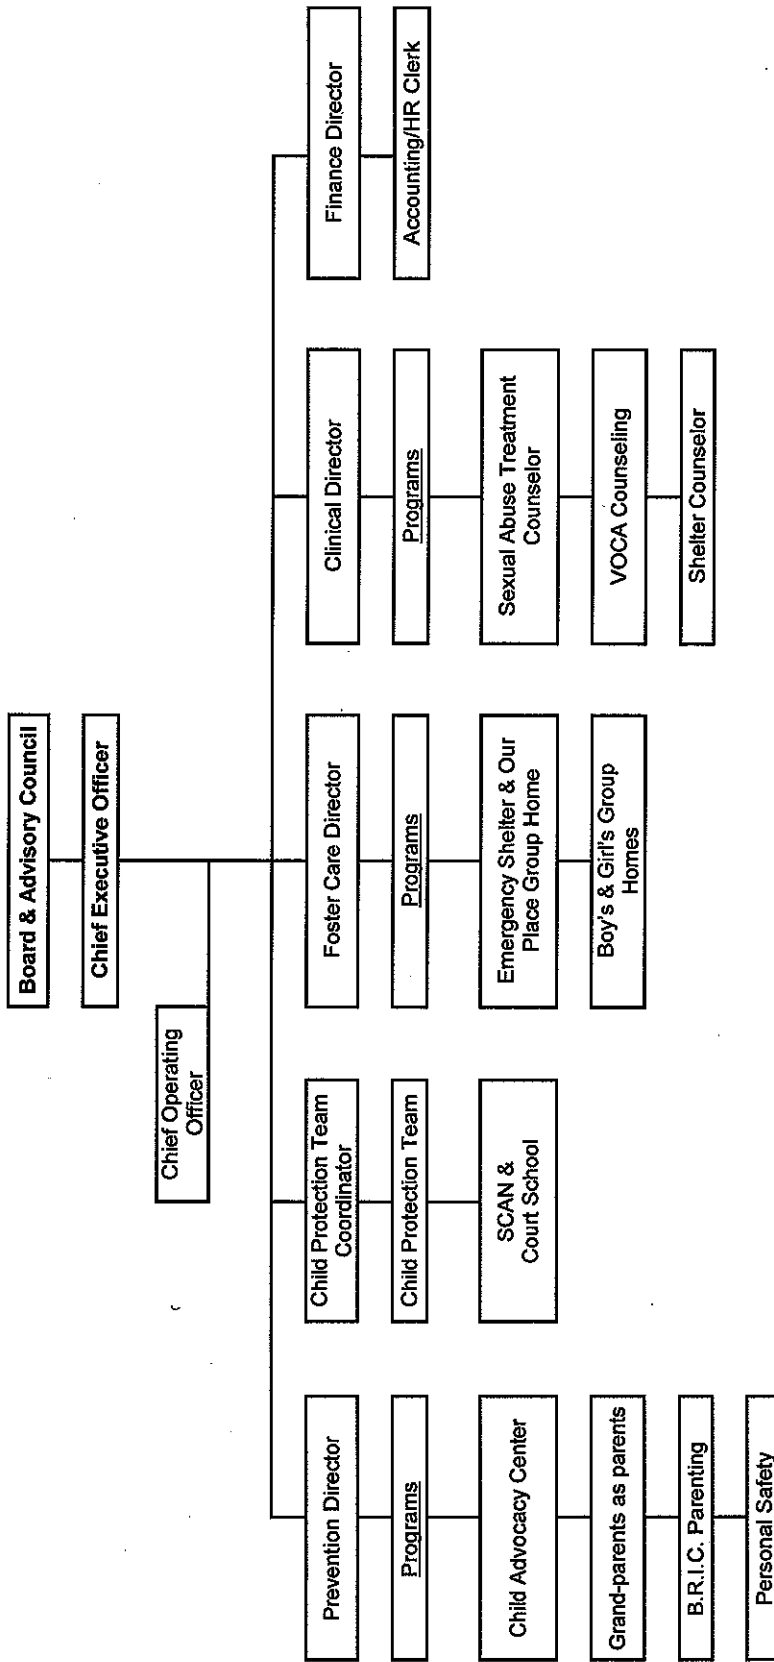 Board & Advisory Council
Chief Executive Officer
Chief Operating
Officer
Prevention Director
Programs
Child Advocacy Center
Grand-parents as parents
B.R.I.C. Parenting
Personal Safety
Child Protection Team
Coordinator
Child Protection Team
SCAN &
Court School
Foster Care Director
Programs
Emergency Shelter & Our
Place Group Home
Boy's & Girl's Group
Homes
Clinical Director
Programs
Sexual Abuse Treatment
Counselor
VOCA Counseling
Shelter Counselor
Finance Director
Accounting/HR Clerk